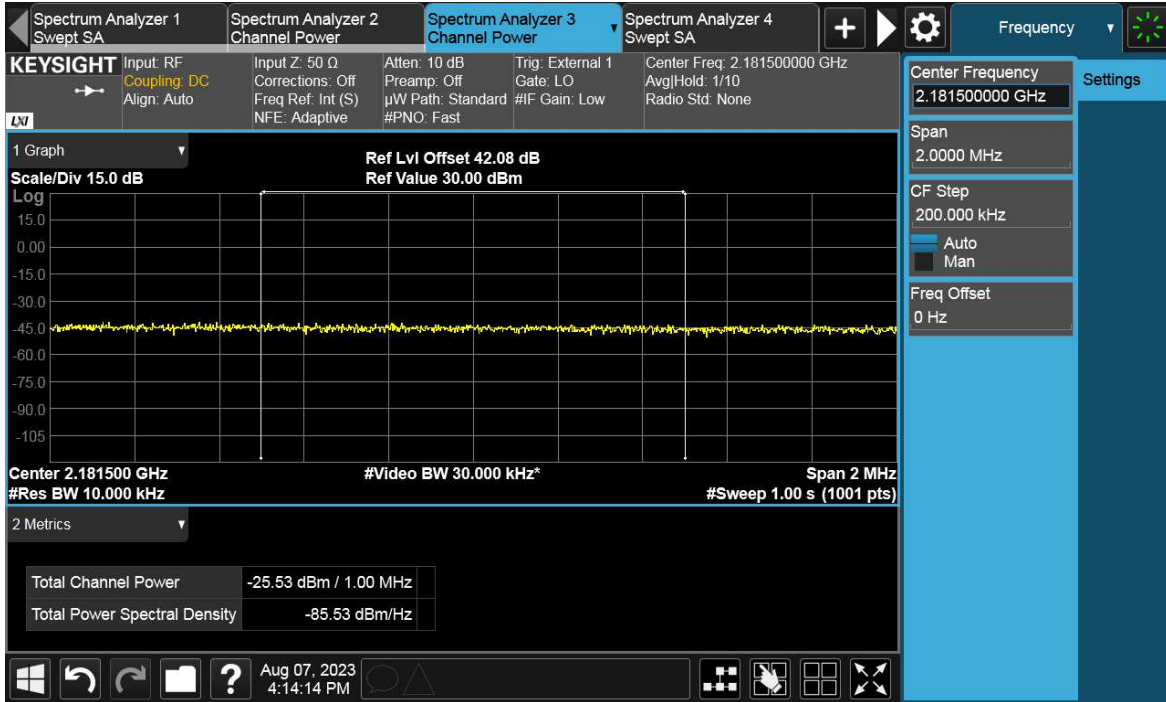 Spectrum Analyzer 1
Swept SA
Spectrum Analyzer 2
Channel Power
Spectrum Analyzer 3
Channel Power
Spectrum Analyzer 4
Swept SA
Frequency
KEYSIGHT
LXI
Input: RF
Coupling: DC
Align: Auto
Input Z: 50 Ω
Corrections: Off
Freq Ref: Int (S)
NFE: Adaptive
Atten: 10 dB
Preamp: Off
µW Path: Standard
#PNO: Fast
Trig: External 1
Gate: LO
#IF Gain: Low
Center Freq: 2.181500000 GHz
Avg|Hold: 1/10
Radio Std: None
Center Frequency
2.181500000 GHz
Settings
Span
2.0000 MHz
CF Step
200.000 kHz
Auto
Man
Freq Offset
0 Hz
1 Graph
Scale/Div 15.0 dB
Ref Lvl Offset 42.08 dB
Ref Value 30.00 dBm
Log
15.0
0.00
-15.0
-30.0
-45.0
-60.0
-75.0
-90.0
-105
Center 2.181500 GHz
#Res BW 10.000 kHz
#Video BW 30.000 kHz*
Span 2 MHz
#Sweep 1.00 s (1001 pts)
2 Metrics
Total Channel Power -25.53 dBm / 1.00 MHz
Total Power Spectral Density -85.53 dBm/Hz
?
Aug 07, 2023
4:14:14 PM